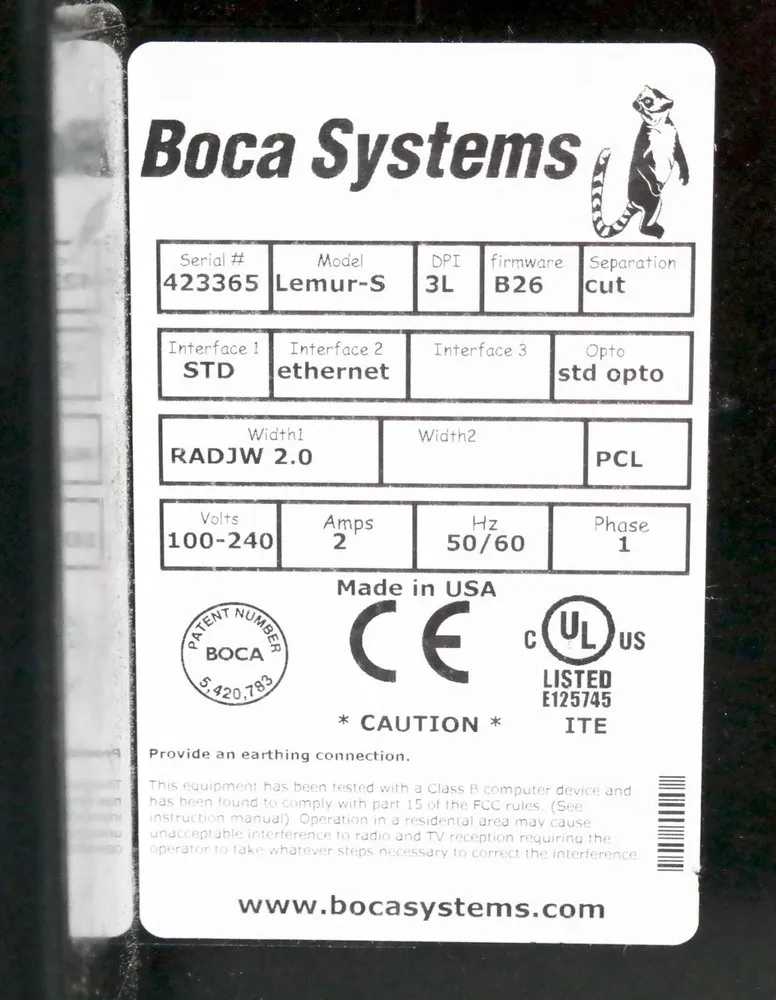 Boca Systems
Serial # Model DPI firmware Separation
423365 Lemur-S 3L B26 cut
Interface 1 Interface 2 Interface 3 Opto
STD ethernet std opto
Width1 Width2
RADJW 2.0 PCL
Volts Amps Hz Phase
100-240 2 50/60 1
Made in USA
PATENT NUMBER
BOCA
5,420,783
CE
C UL US
LISTED
E125745
ITE
* CAUTION *
Provide an earthing connection.
This equipment has been tested with a Class B computer device and
has been found to comply with part 15 of the FCC rules. (See
instruction manual). Operation in a residental area may cause
unacceptable interference to radio and TV reception requiring the
operator to take whatever steps necessary to correct the interference.
www.bocasystems.com